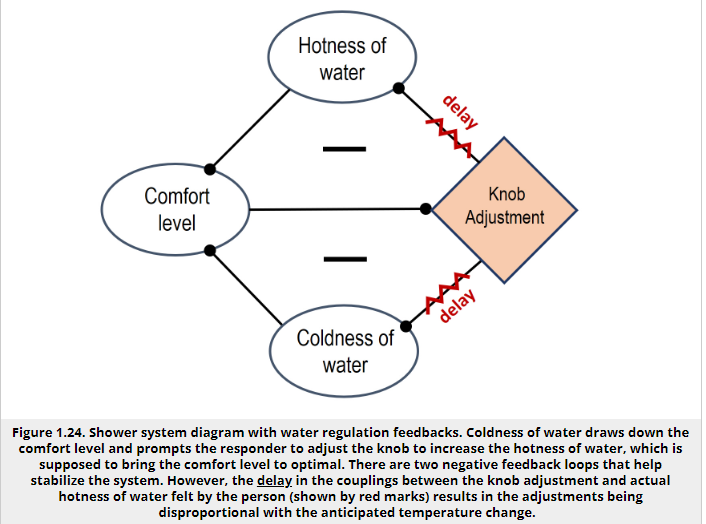 Hotness of
water
delay
Comfort
level
Knob
Adjustment
delay
Coldness of
water
Figure 1.24. Shower system diagram with water regulation feedbacks. Coldness of water draws down the
comfort level and prompts the responder to adjust the knob to increase the hotness of water, which is
supposed to bring the comfort level to optimal. There are two negative feedback loops that help
stabilize the system. However, the delay in the couplings between the knob adjustment and actual
hotness of water felt by the person (shown by red marks) results in the adjustments being
disproportional with the anticipated temperature change.